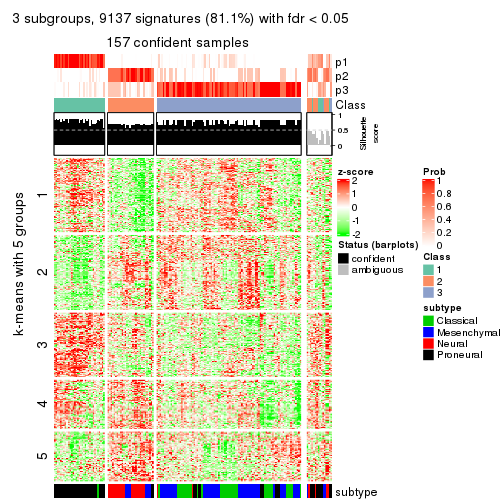 3 subgroups, 9137 signatures (81.1%) with fdr < 0.05
157 confident samples
p1
p2
p3
Class
1
0.5
0
Silhouette
score
k-means with 5 groups
1
2
3
4
5
subtype
z-score
2
1
0
-1
-2
Status (barplots)
confident
ambiguous
Prob
1
0.8
0.6
0.4
0.2
0
Class
1
2
3
subtype
Classical
Mesenchymal
Neural
Proneural